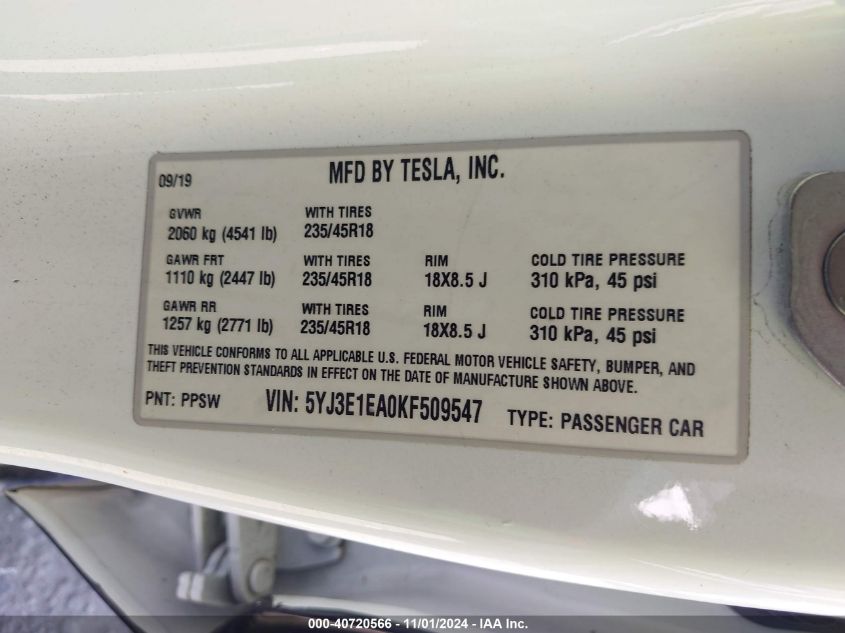 MFD BY TESLA, INC.
09/19
GVWR WITH TIRES
2060 kg (4541 lb) 235/45R18
GAWR FRT WITH TIRES RIM COLD TIRE PRESSURE
1110 kg (2447 lb) 235/45R18 18X8.5 J 310 kPa, 45 psi
GAWR RR WITH TIRES RIM COLD TIRE PRESSURE
1257 kg (2771 lb) 235/45R18 18X8.5 J 310 kPa, 45 psi
THIS VEHICLE CONFORMS TO ALL APPLICABLE U.S. FEDERAL MOTOR VEHICLE SAFETY, BUMPER, AND
THEFT PREVENTION STANDARDS IN EFFECT ON THE DATE OF MANUFACTURE SHOWN ABOVE.
PNT: PPSW VIN: 5YJ3E1EA0KF509547 TYPE: PASSENGER CAR
000-40720566 - 11/01/2024 - IAA Inc.